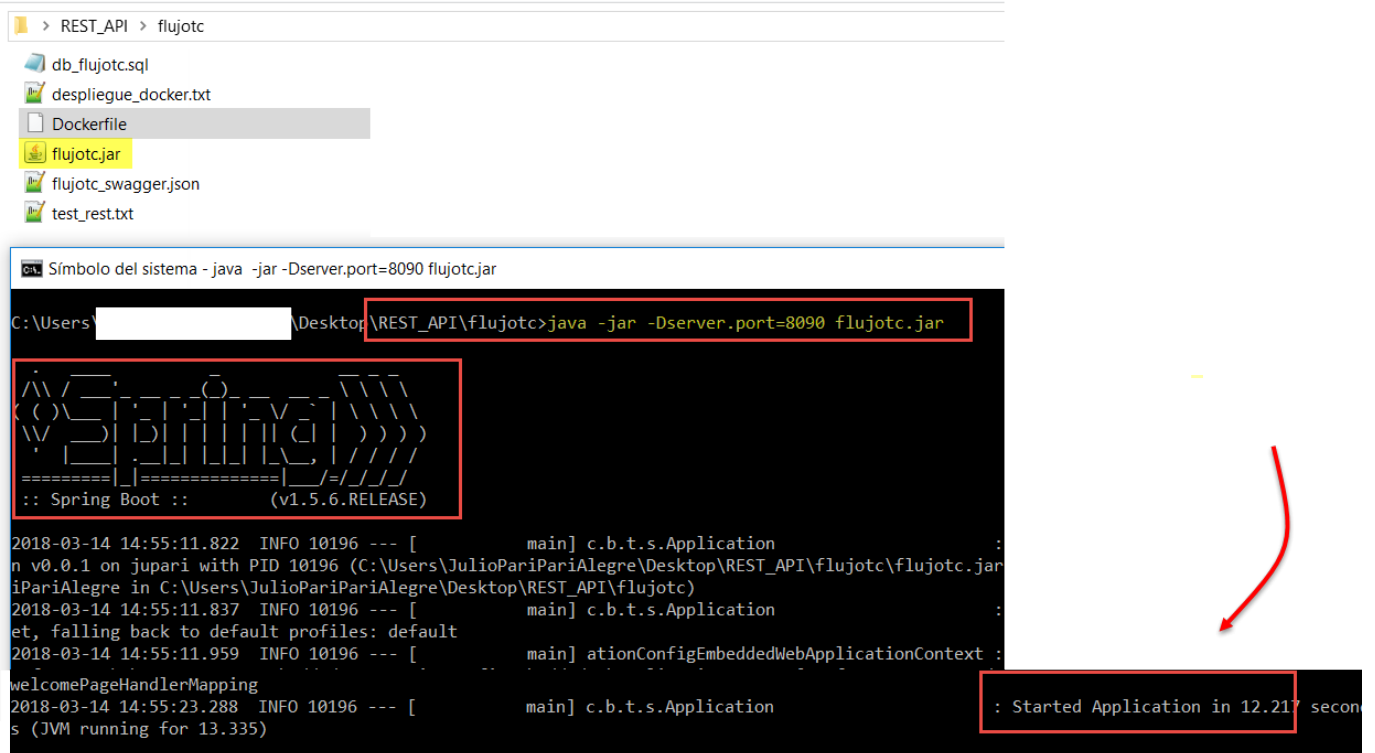 > REST_API > flujotc
db_flujotc.sql
despliegue_docker.txt
Dockerfile
flujotc.jar
flujotc_swagger.json
test_rest.txt
Símbolo del sistema - java -jar -Dserver.port=8090 flujotc.jar
C:\Users\ \Desktop\REST_API\flujotc>java -jar -Dserver.port=8090 flujotc.jar
Spring
:: Spring Boot :: (v1.5.6.RELEASE)
2018-03-14 14:55:11.822 INFO 10196 --- [ main] c.b.t.s.Application :
n v0.0.1 on jupari with PID 10196 (C:\Users\JulioPariPariAlegre\Desktop\REST_API\flujotc\flujotc.jar
iPariAlegre in C:\Users\JulioPariPariAlegre\Desktop\REST_API\flujotc)
2018-03-14 14:55:11.837 INFO 10196 --- [ main] c.b.t.s.Application :
et, falling back to default profiles: default
2018-03-14 14:55:11.959 INFO 10196 --- [ main] ationConfigEmbeddedWebApplicationContext :
welcomePageHandlerMapping
2018-03-14 14:55:23.288 INFO 10196 --- [ main] c.b.t.s.Application : Started Application in 12.217 secon
s (JVM running for 13.335)